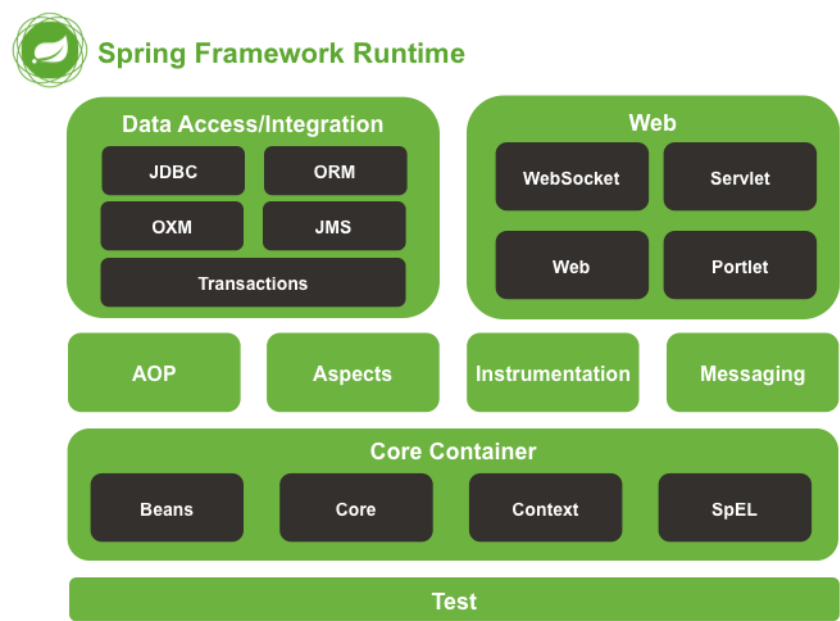 Spring Framework Runtime
Data Access/Integration
JDBC
ORM
OXM
JMS
Transactions
Web
WebSocket
Servlet
Web
Portlet
AOP
Aspects
Instrumentation
Messaging
Core Container
Beans
Core
Context
SpEL
Test